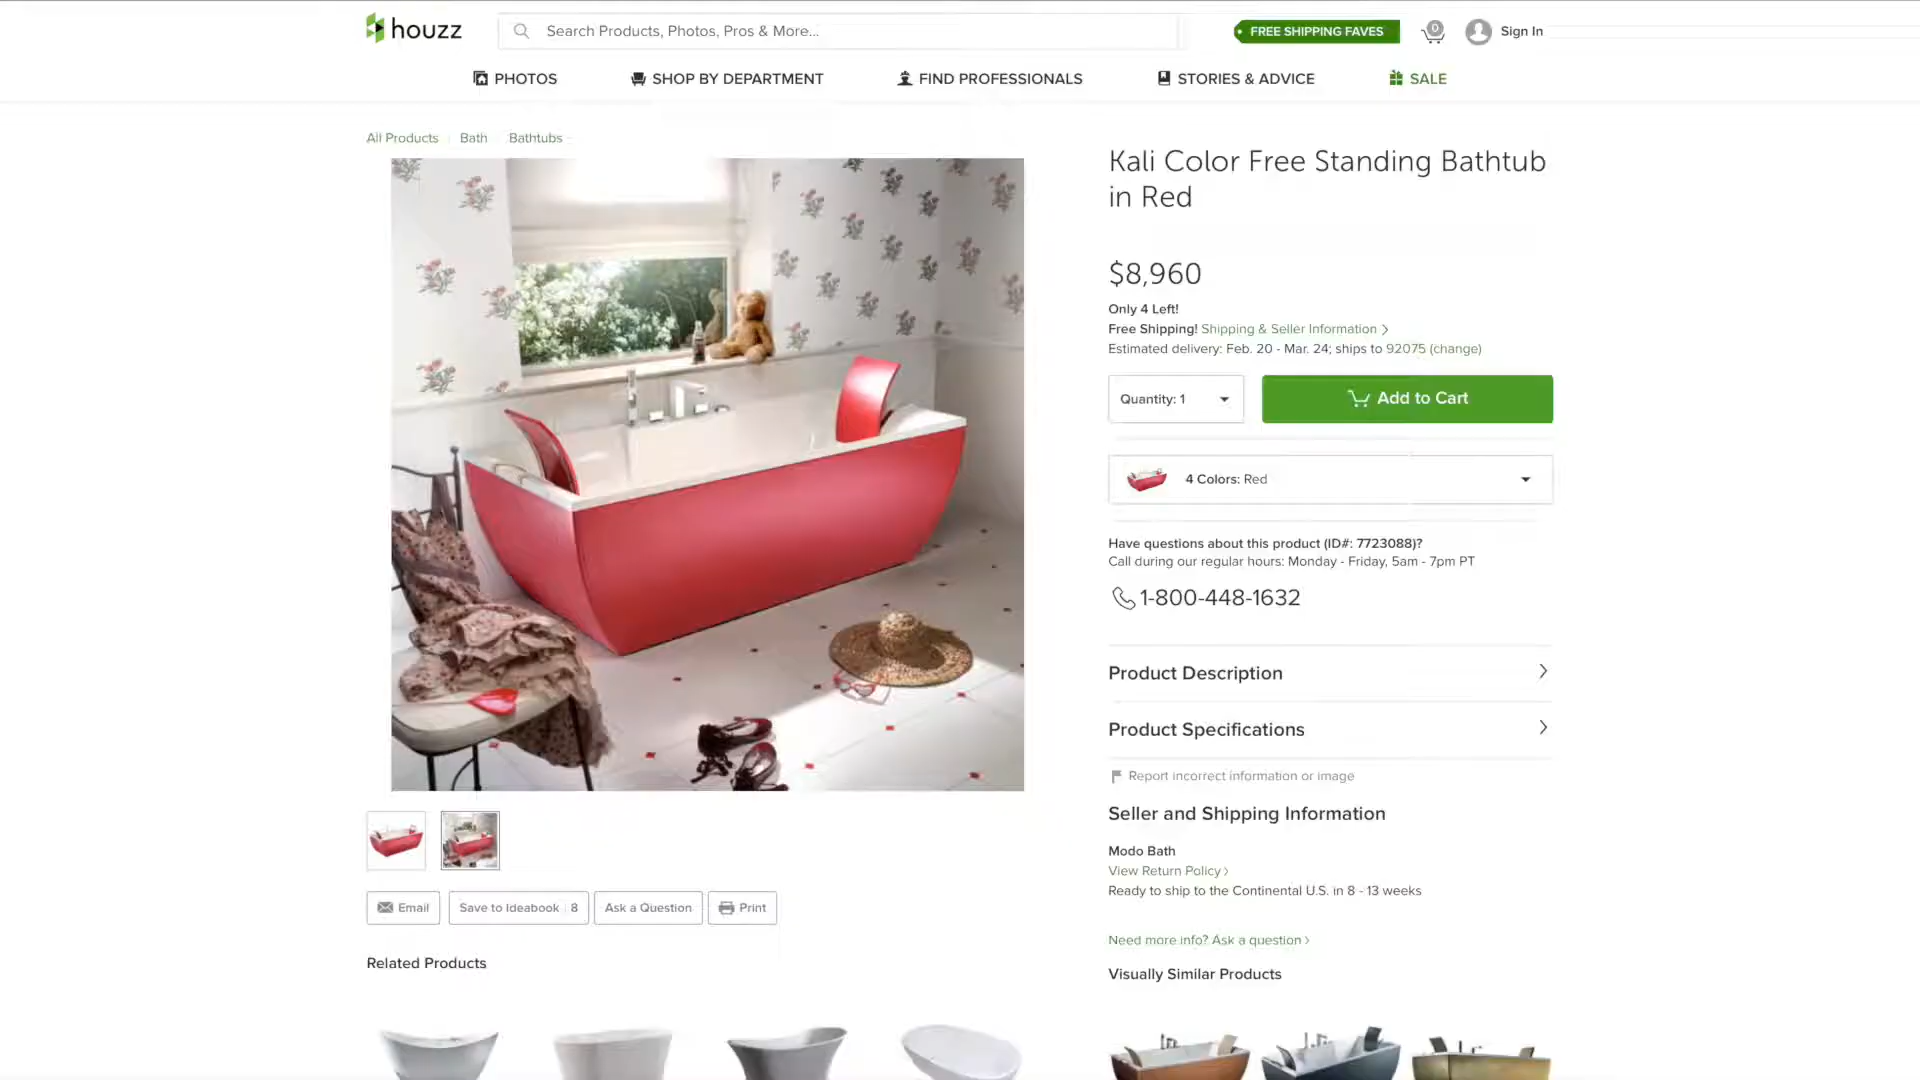 houzz
Search Products, Photos, Pros & More...
FREE SHIPPING FAVES
0
Sign In
PHOTOS
SHOP BY DEPARTMENT
FIND PROFESSIONALS
STORIES & ADVICE
SALE
All Products
Bath
Bathtubs
Kali Color Free Standing Bathtub
in Red
$8,960
Only 4 Left!
Free Shipping! Shipping & Seller Information >
Estimated delivery: Feb. 20 - Mar. 24; ships to 92075 (change)
Quantity: 1
Add to Cart
4 Colors: Red
Have questions about this product (ID#: 7723088)?
Call during our regular hours: Monday - Friday, 5am - 7pm PT
1-800-448-1632
Product Description
Product Specifications
Report incorrect information or image
Seller and Shipping Information
Modo Bath
View Return Policy >
Ready to ship to the Continental U.S. in 8 - 13 weeks
Need more info? Ask a question >
Visually Similar Products
Email
Save to Ideabook | 8
Ask a Question
Print
Related Products